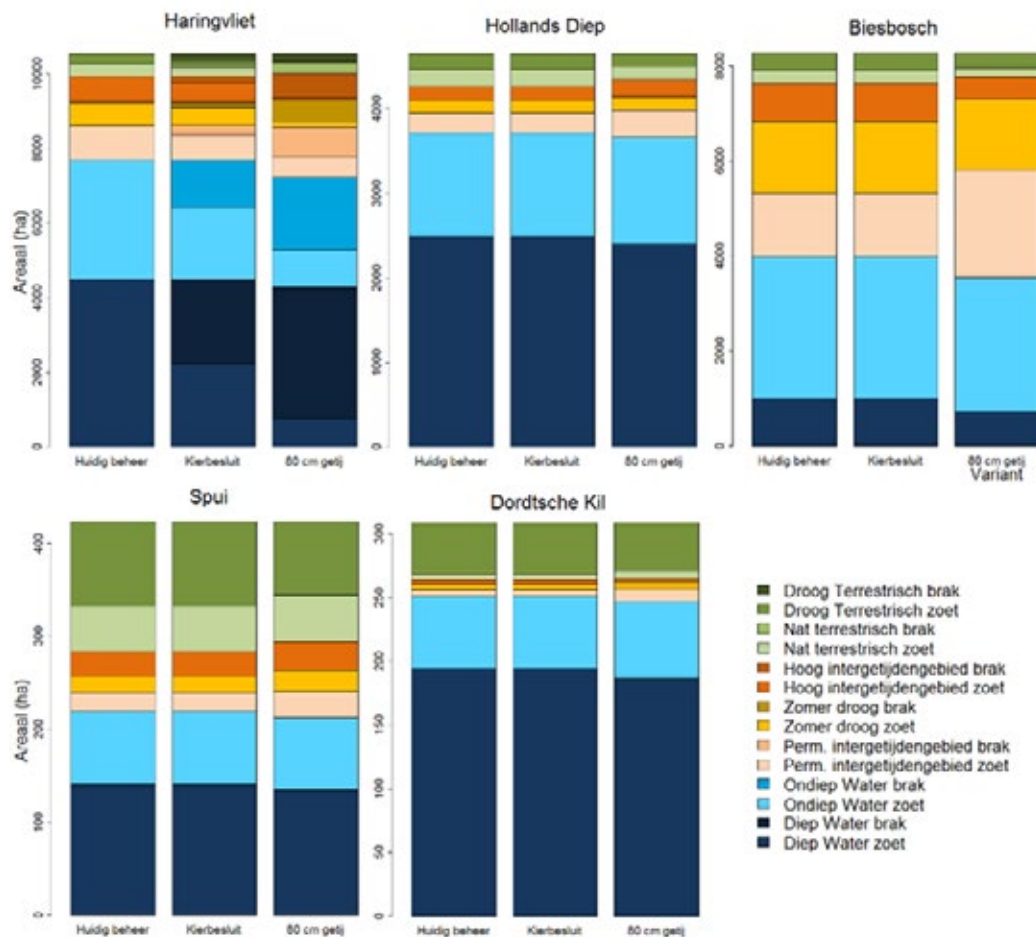 Haringvliet
Hollands Diep
Biesbosch
Areaal (ha)
0
2000
4000
6000
8000
10000
Huidig beheer
Kierbesluit
80 cm getij
0
1000
2000
3000
4000
Huidig beheer
Kierbesluit
80 cm getij
0
2000
4000
6000
8000
Huidig beheer
Kierbesluit
80 cm getij
Variant
Spui
Dordtsche Kil
Areaal (ha)
0
100
200
300
400
Huidig beheer
Kierbesluit
80 cm getij
0
50
100
150
200
250
300
Huidig beheer
Kierbesluit
80 cm getij
Droog Terrestrisch brak
Droog Terrestrisch zoet
Nat terrestrisch brak
Nat terrestrisch zoet
Hoog intergetijdengebied brak
Hoog intergetijdengebied zoet
Zomer droog brak
Zomer droog zoet
Perm. intergetijdengebied brak
Perm. intergetijdengebied zoet
Ondiep Water brak
Ondiep Water zoet
Diep Water brak
Diep Water zoet